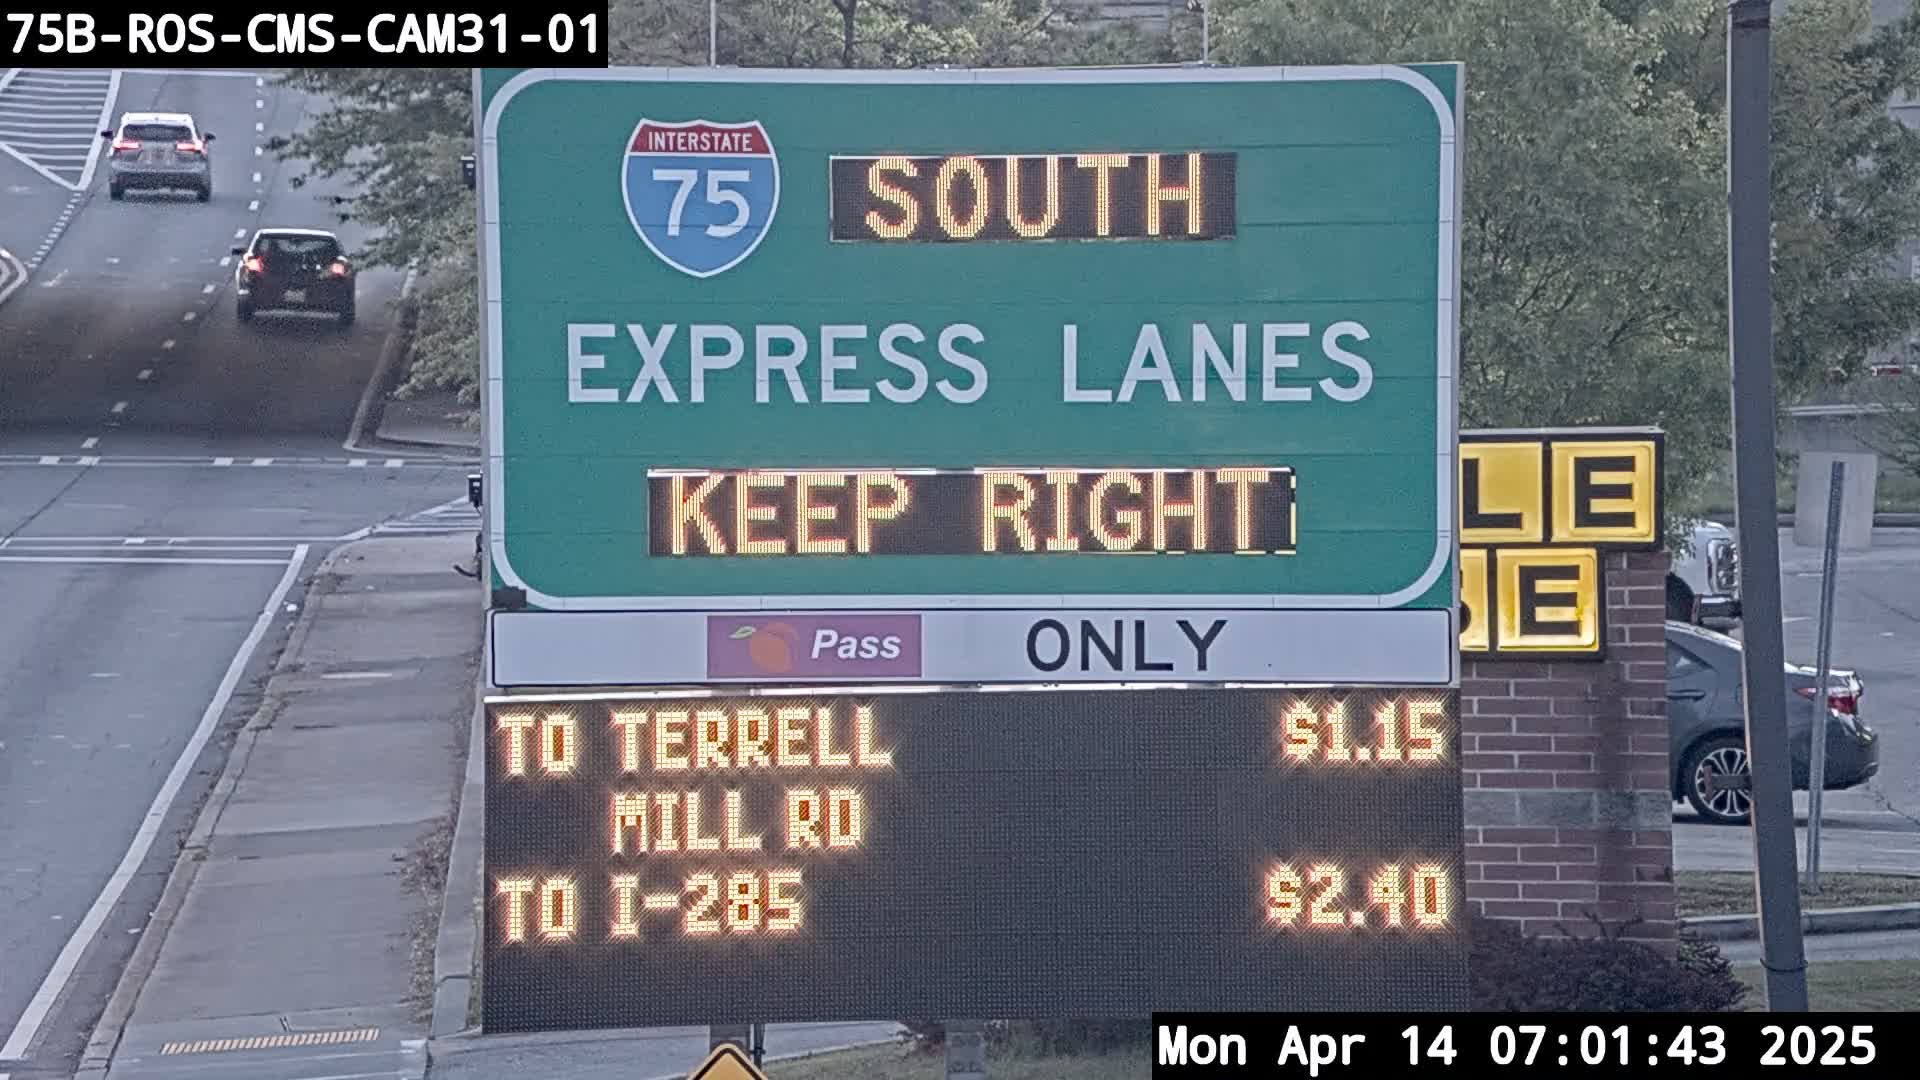 75B-ROS-CMS-CAM31-01
INTERSTATE
75
SOUTH
EXPRESS LANES
KEEP RIGHT
Pass ONLY
TO TERRELL $1.15
MILL RD
TO I-285 $2.40
LE
E
Mon Apr 14 07:01:43 2025